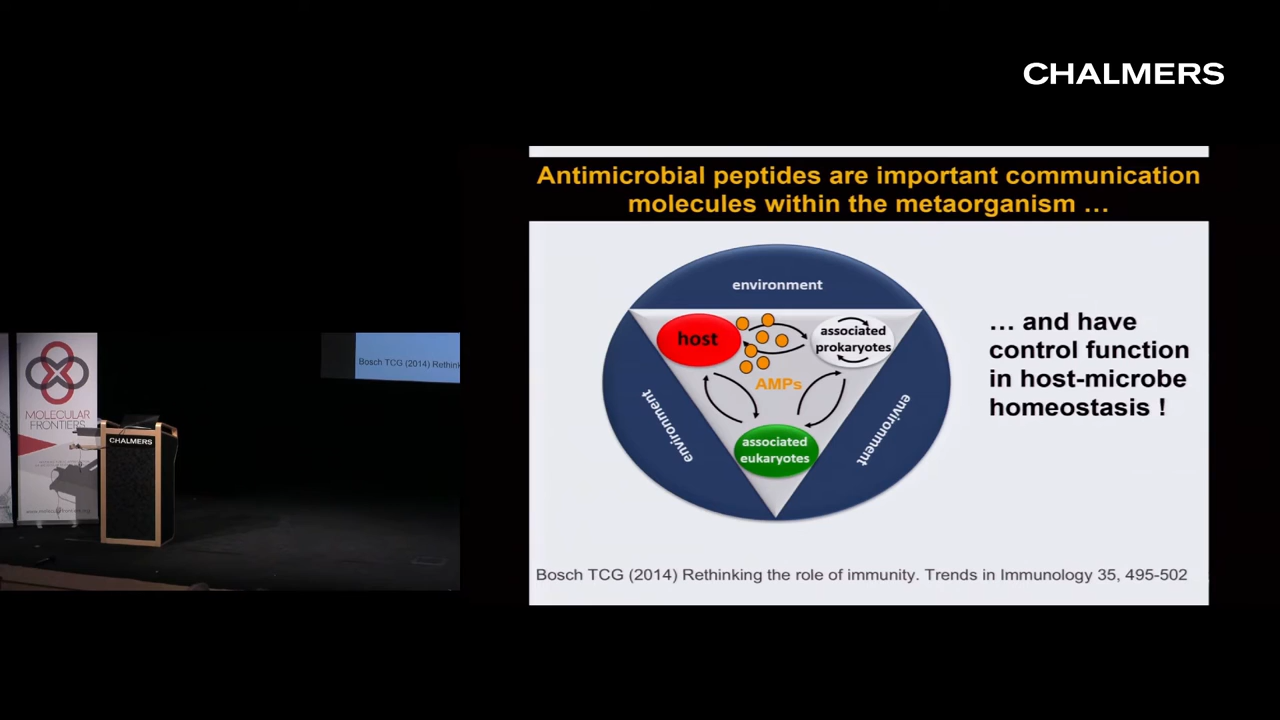 CHALMERS
Antimicrobial peptides are important communication
molecules within the metaorganism …
environment
host
associated
prokaryotes
AMPs
associated
eukaryotes
environment
environment
… and have
control function
in host-microbe
homeostasis !
Bosch TCG (2014) Rethinking the role of immunity. Trends in Immunology 35, 495-502
Bosch TCG (2014) Rethink
MOLECULAR
FRONTIERS
CHALMERS